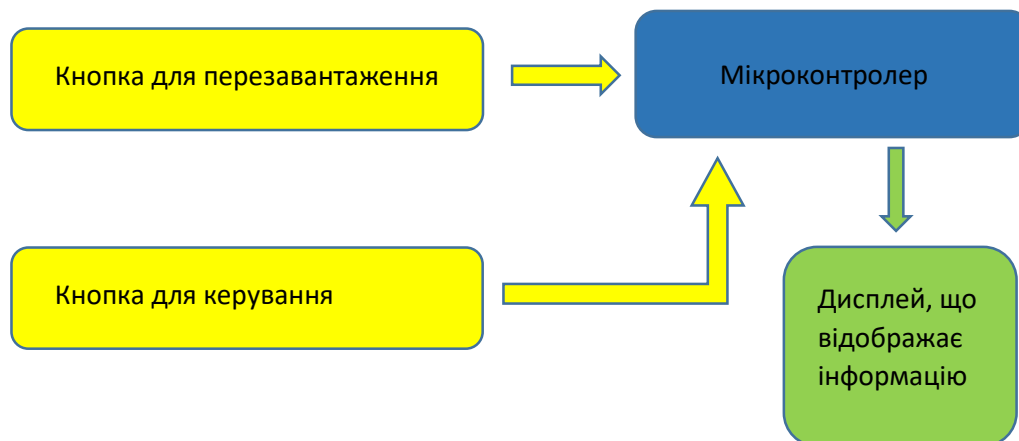 Кнопка для перезавантаження
Мікроконтролер
Кнопка для керування
Дисплей, що
відображає
інформацію